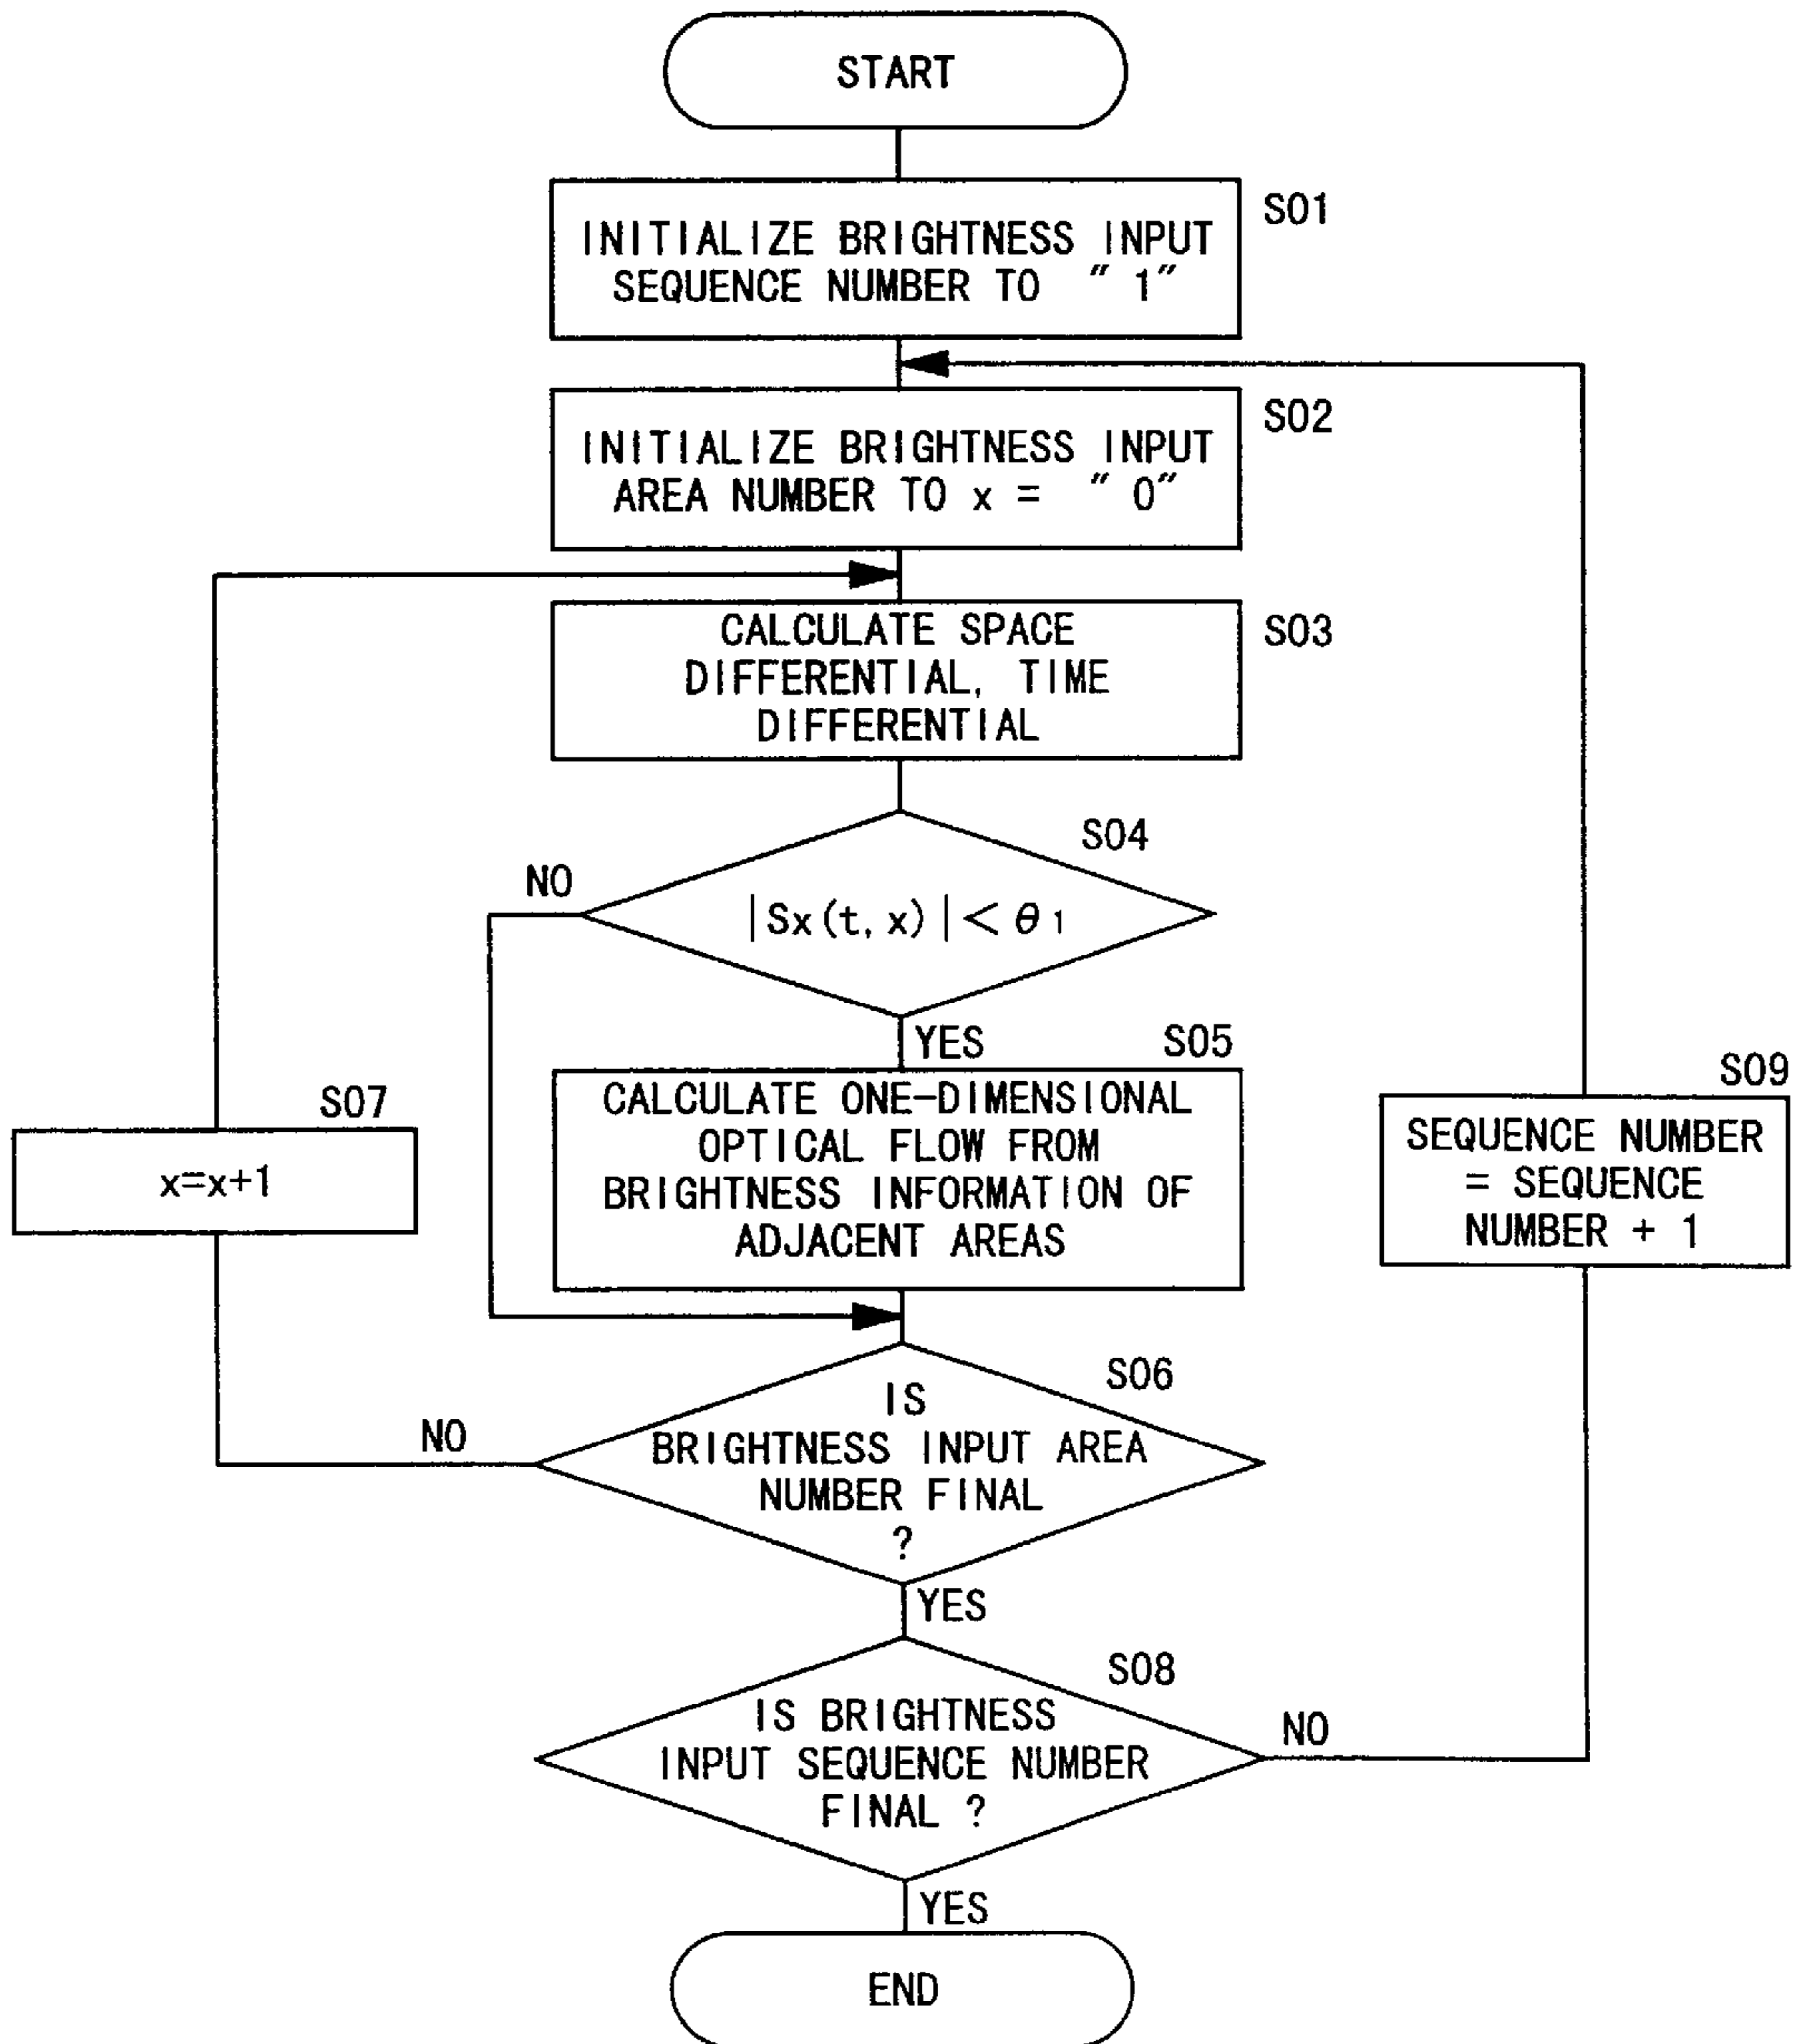 START
S01
INITIALIZE BRIGHTNESS INPUT
SEQUENCE NUMBER TO "1"
S02
INITIALIZE BRIGHTNESS INPUT
AREA NUMBER TO x = "0"
S03
CALCULATE SPACE
DIFFERENTIAL, TIME
DIFFERENTIAL
S04
NO
|Sx(t, x)|< θ1
YES
S05
CALCULATE ONE-DIMENSIONAL
OPTICAL FLOW FROM
BRIGHTNESS INFORMATION OF
ADJACENT AREAS
S07
x=x+1
S09
SEQUENCE NUMBER
= SEQUENCE
NUMBER + 1
S06
NO
IS
BRIGHTNESS INPUT AREA
NUMBER FINAL
?
YES
S08
IS BRIGHTNESS
INPUT SEQUENCE NUMBER
FINAL ?
NO
YES
END